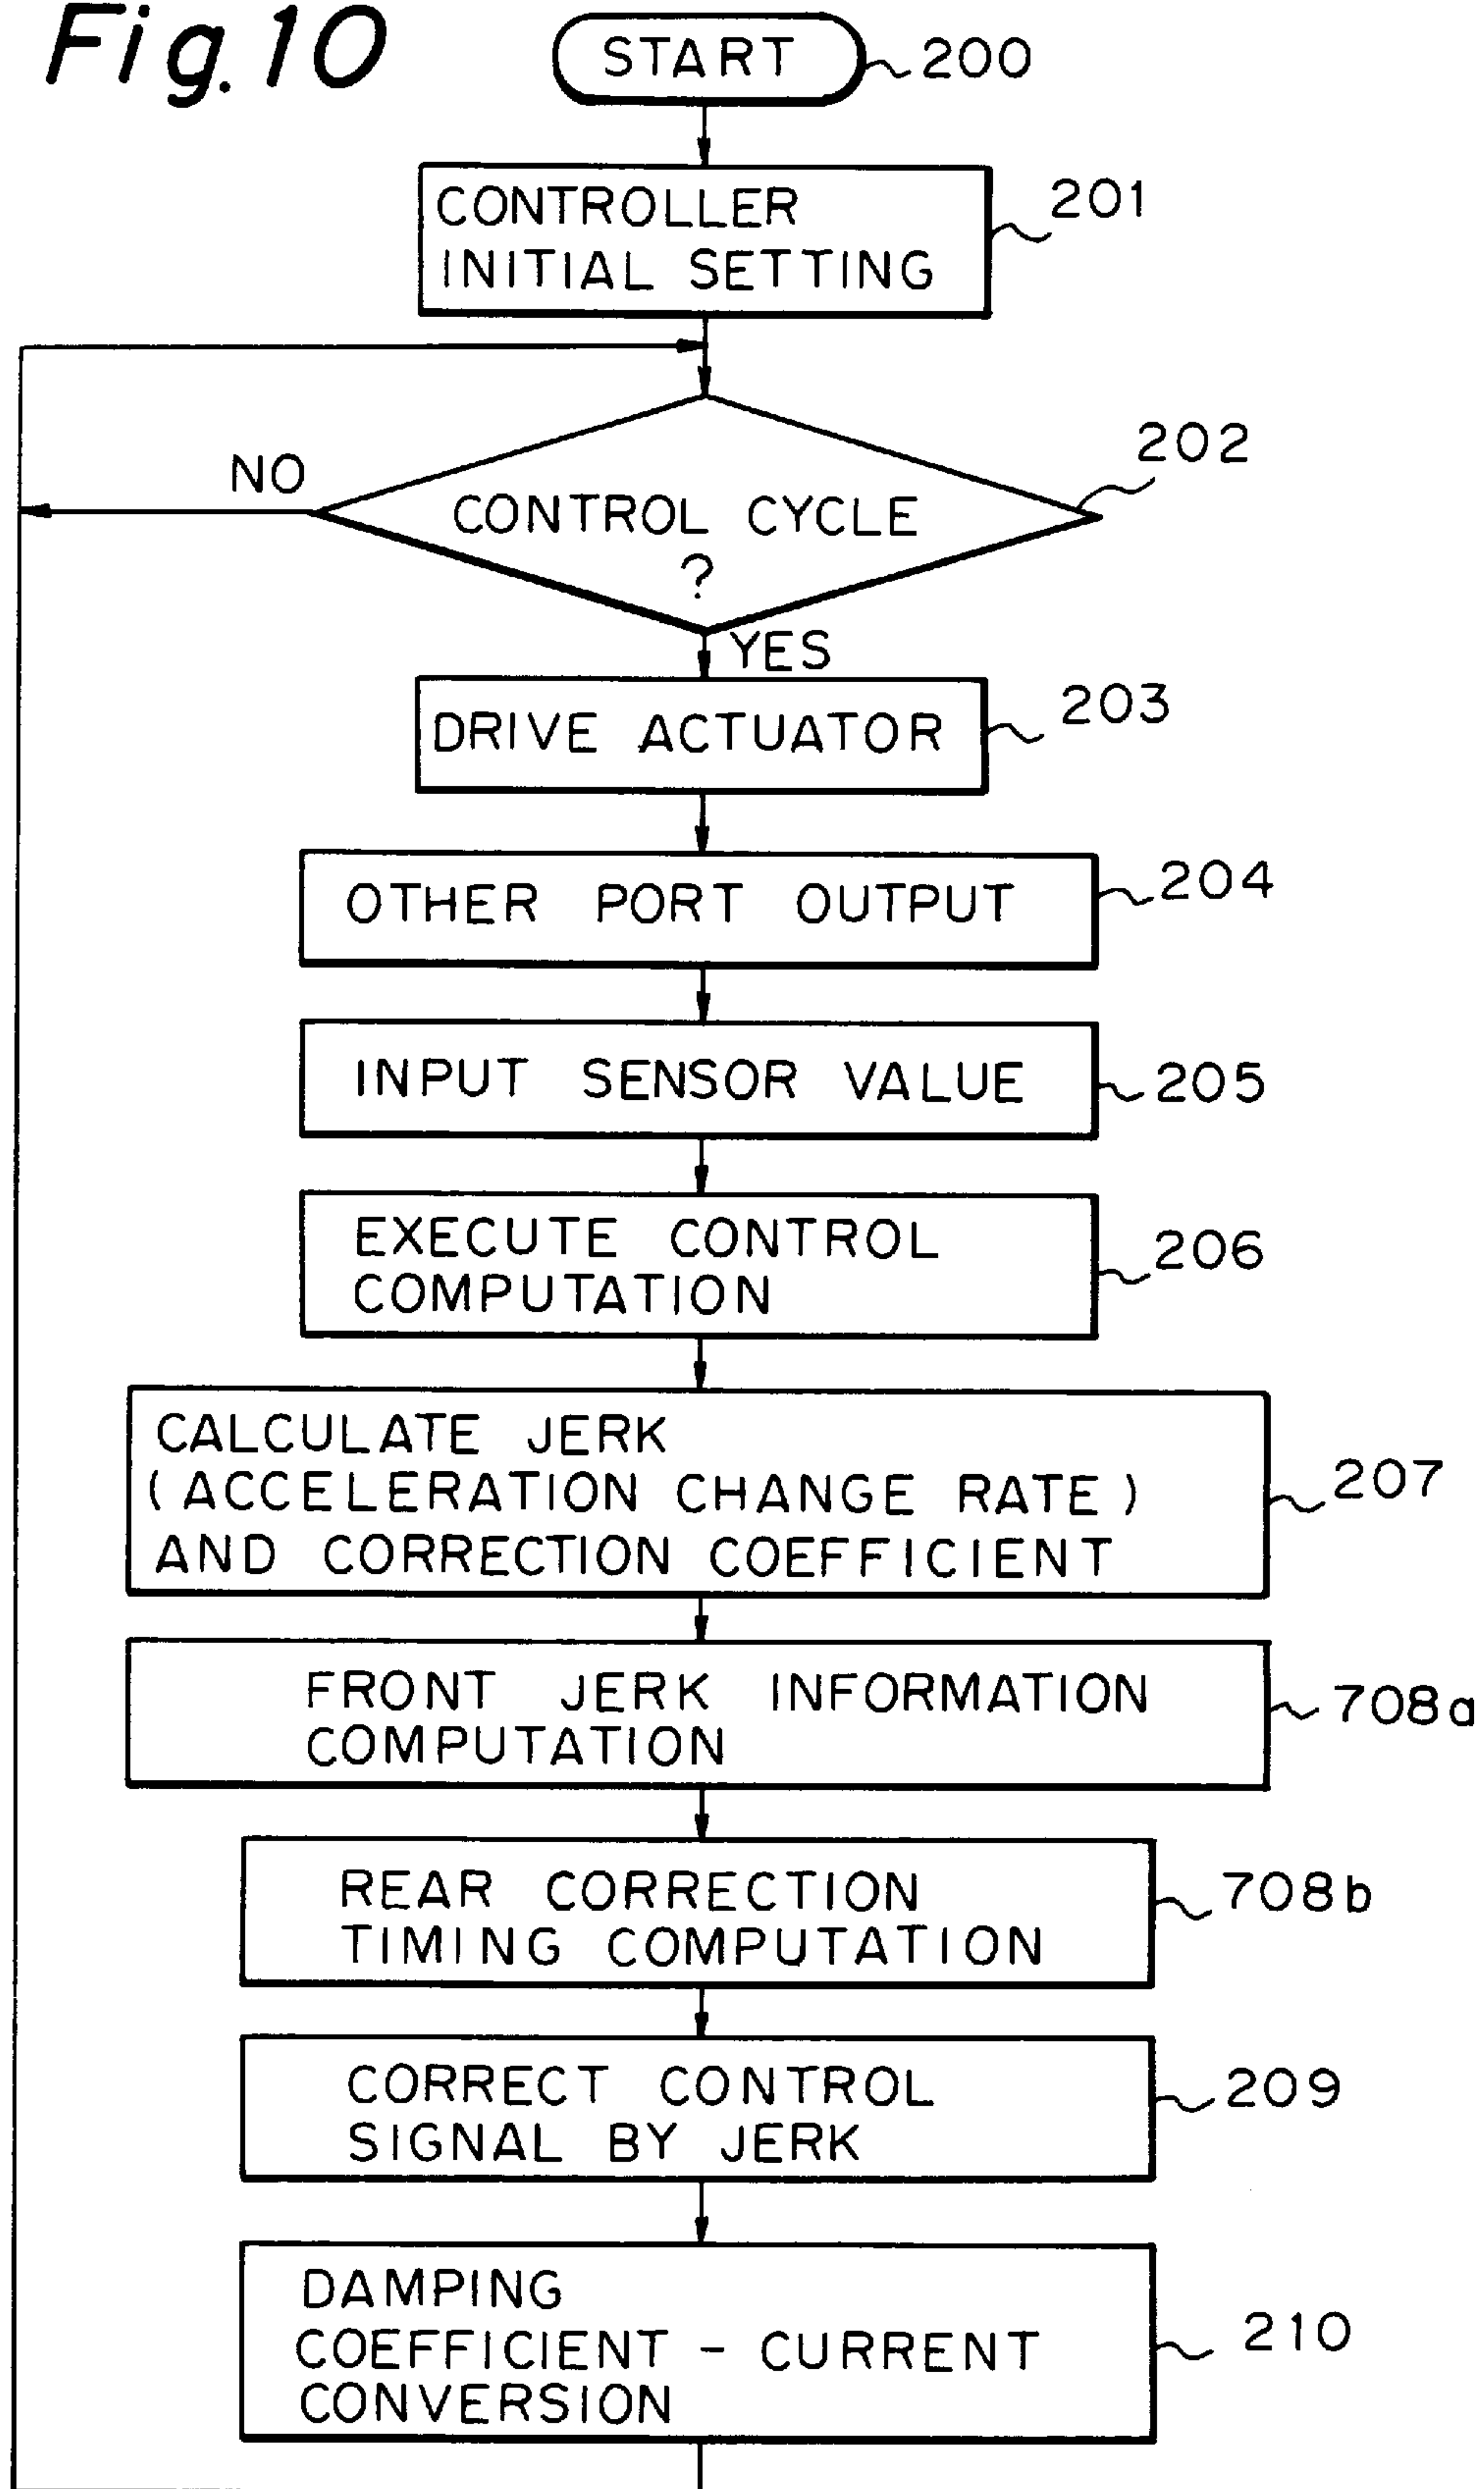 Fig. 10
START 200
CONTROLLER 201
INITIAL SETTING
202
NO
CONTROL CYCLE
?
YES
DRIVE ACTUATOR 203
OTHER PORT OUTPUT 204
INPUT SENSOR VALUE 205
EXECUTE CONTROL 206
COMPUTATION
CALCULATE JERK
(ACCELERATION CHANGE RATE) 207
AND CORRECTION COEFFICIENT
FRONT JERK INFORMATION 708a
COMPUTATION
REAR CORRECTION 708b
TIMING COMPUTATION
CORRECT CONTROL 209
SIGNAL BY JERK
DAMPING
COEFFICIENT - CURRENT 210
CONVERSION